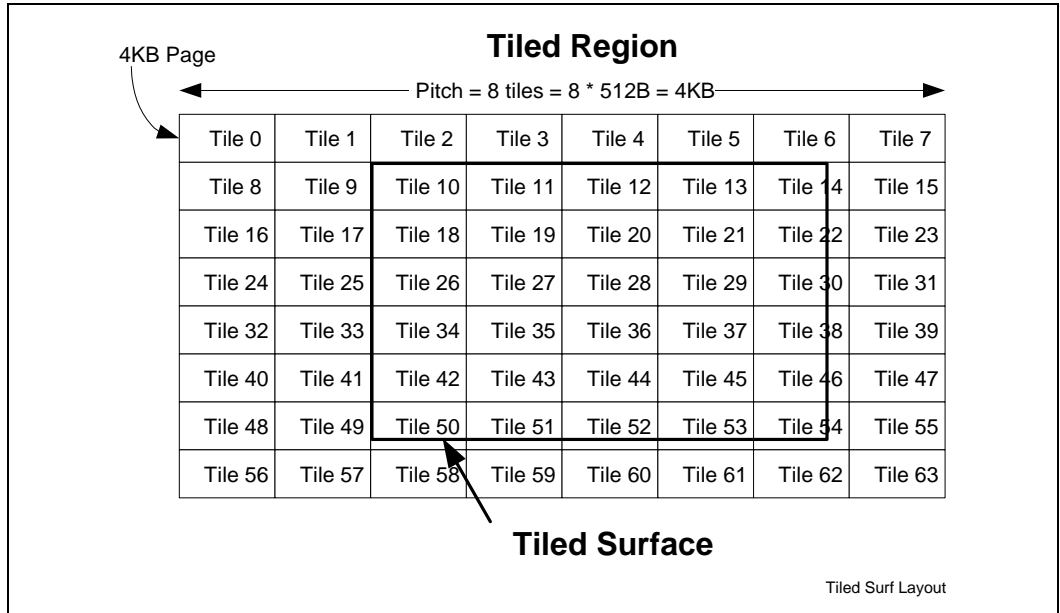 Tiled Region
4KB Page
Pitch = 8 tiles = 8 * 512B = 4KB
Tile 0 Tile 1 Tile 2 Tile 3 Tile 4 Tile 5 Tile 6 Tile 7
Tile 8 Tile 9 Tile 10 Tile 11 Tile 12 Tile 13 Tile 14 Tile 15
Tile 16 Tile 17 Tile 18 Tile 19 Tile 20 Tile 21 Tile 22 Tile 23
Tile 24 Tile 25 Tile 26 Tile 27 Tile 28 Tile 29 Tile 30 Tile 31
Tile 32 Tile 33 Tile 34 Tile 35 Tile 36 Tile 37 Tile 38 Tile 39
Tile 40 Tile 41 Tile 42 Tile 43 Tile 44 Tile 45 Tile 46 Tile 47
Tile 48 Tile 49 Tile 50 Tile 51 Tile 52 Tile 53 Tile 54 Tile 55
Tile 56 Tile 57 Tile 58 Tile 59 Tile 60 Tile 61 Tile 62 Tile 63
Tiled Surface
Tiled Surf Layout